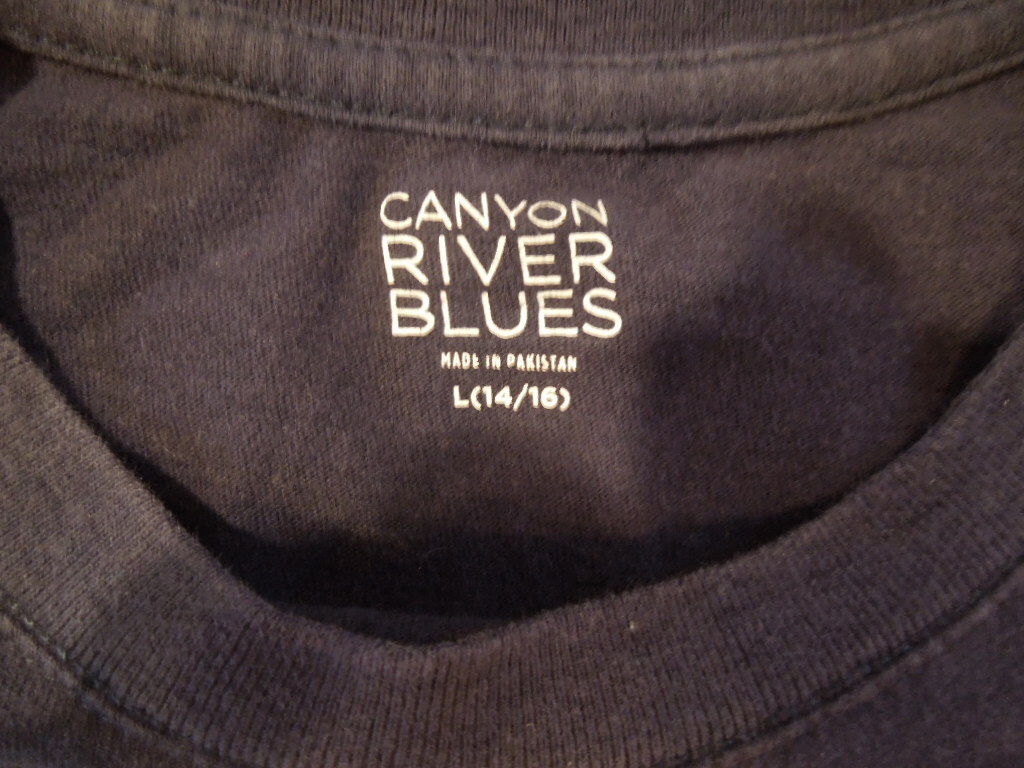 CANYON
RIVER
BLUES
MADE IN PAKISTAN
L(14/16)